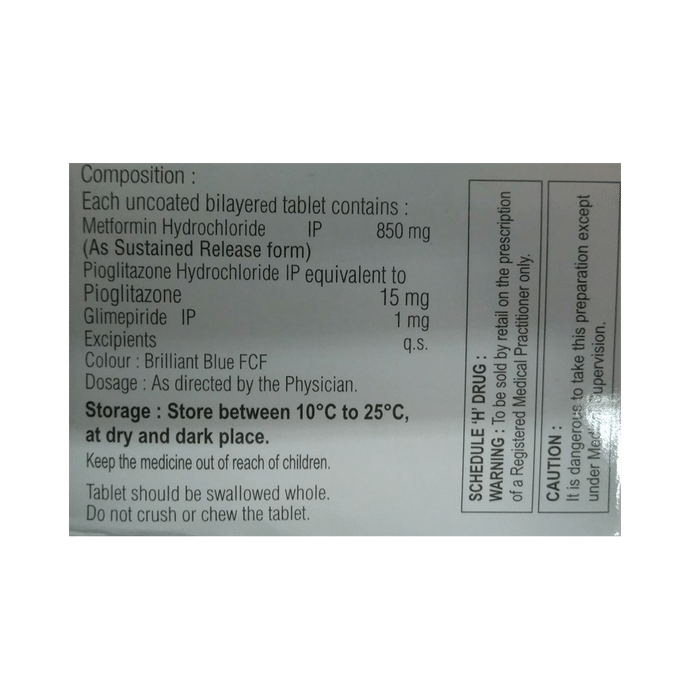 Composition :
Each uncoated bilayered tablet contains :
Metformin Hydrochloride IP 850 mg
(As Sustained Release form)
Pioglitazone Hydrochloride IP equivalent to
Pioglitazone 15 mg
Glimepiride IP 1 mg
Excipients q.s.
Colour : Brilliant Blue FCF
Dosage : As directed by the Physician.
Storage : Store between 10°C to 25°C,
at dry and dark place.
Keep the medicine out of reach of children.
Tablet should be swallowed whole.
Do not crush or chew the tablet.
SCHEDULE 'H' DRUG :
WARNING : To be sold by retail on the prescription
of a Registered Medical Practitioner only.
CAUTION :
It is dangerous to take this preparation except
under